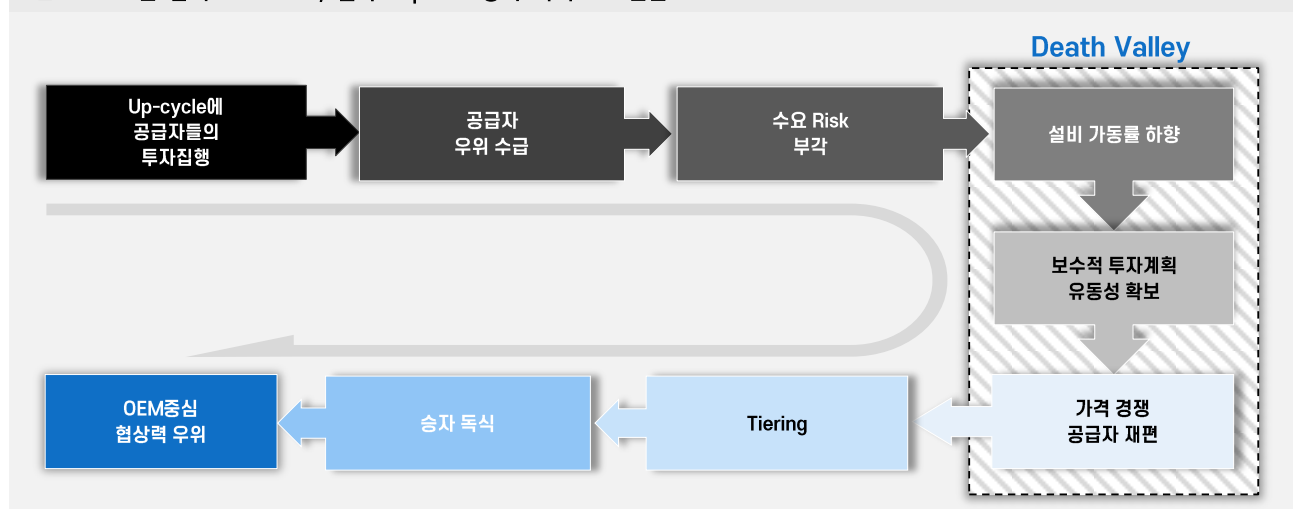 Death Valley
Up-cycle에
공급자들의
투자집행
공급자
우위 수급
수요 Risk
부각
설비 가동률 하향
보수적 투자계획
유동성 확보
가격 경쟁
공급자 재편
Tiering
승자 독식
OEM중심
협상력 우위